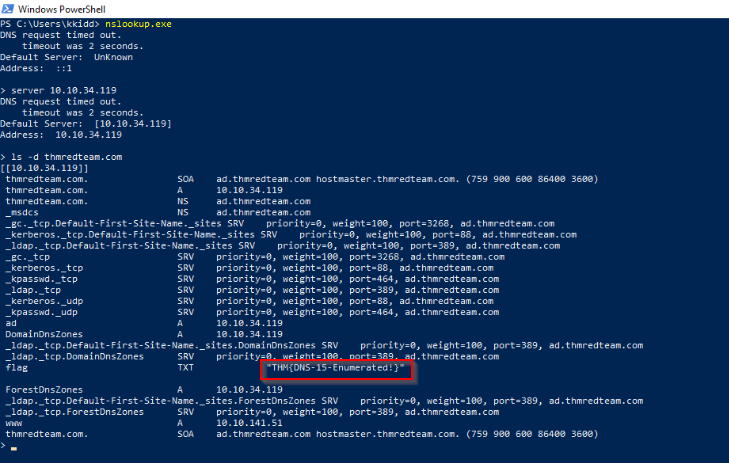 Windows PowerShell
PS C:\Users\kkidd> nslookup.exe
DNS request timed out.
    timeout was 2 seconds.
Default Server:  UnKnown
Address:  ::1
> server 10.10.34.119
DNS request timed out.
    timeout was 2 seconds.
Default Server:  [10.10.34.119]
Address:  10.10.34.119
> ls -d thmredteam.com
[[10.10.34.119]]
 thmredteam.com.                SOA    ad.thmredteam.com hostmaster.thmredteam.com. (759 900 600 86400 3600)
 thmredteam.com.                A      10.10.34.119
 thmredteam.com.                NS     ad.thmredteam.com
 _msdcs                         NS     ad.thmredteam.com
 _gc._tcp.Default-First-Site-Name._sites SRV    priority=0, weight=100, port=3268, ad.thmredteam.com
 _kerberos._tcp.Default-First-Site-Name._sites SRV    priority=0, weight=100, port=88, ad.thmredteam.com
 _ldap._tcp.Default-First-Site-Name._sites SRV    priority=0, weight=100, port=389, ad.thmredteam.com
 _gc._tcp                       SRV    priority=0, weight=100, port=3268, ad.thmredteam.com
 _kerberos._tcp                 SRV    priority=0, weight=100, port=88, ad.thmredteam.com
 _kpasswd._tcp                  SRV    priority=0, weight=100, port=464, ad.thmredteam.com
 _ldap._tcp                     SRV    priority=0, weight=100, port=389, ad.thmredteam.com
 _kerberos._udp                 SRV    priority=0, weight=100, port=88, ad.thmredteam.com
 _kpasswd._udp                  SRV    priority=0, weight=100, port=464, ad.thmredteam.com
 ad                             A      10.10.34.119
 DomainDnsZones                 A      10.10.34.119
 _ldap._tcp.Default-First-Site-Name._sites.DomainDnsZones SRV    priority=0, weight=100, port=389, ad.thmredteam.com
 _ldap._tcp.DomainDnsZones      SRV    priority=0, weight=100, port=389, ad.thmredteam.com
 flag                           TXT             "THM{DNS-15-Enumerated!}"
 ForestDnsZones                 A      10.10.34.119
 _ldap._tcp.Default-First-Site-Name._sites.ForestDnsZones SRV    priority=0, weight=100, port=389, ad.thmredteam.com
 _ldap._tcp.ForestDnsZones      SRV    priority=0, weight=100, port=389, ad.thmredteam.com
 www                            A      10.10.141.51
 thmredteam.com.                SOA    ad.thmredteam.com hostmaster.thmredteam.com. (759 900 600 86400 3600)
> _